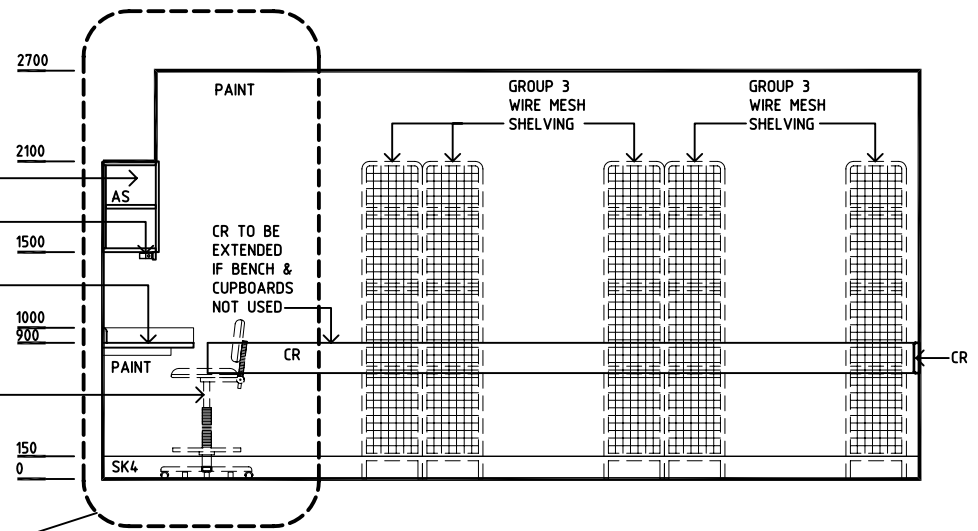 2700
PAINT
GROUP 3
WIRE MESH
SHELVING
GROUP 3
WIRE MESH
SHELVING
2100
AS
1500
CR TO BE
EXTENDED
IF BENCH &
CUPBOARDS
NOT USED
1000
900
PAINT
CR
CR
150
0
SK4